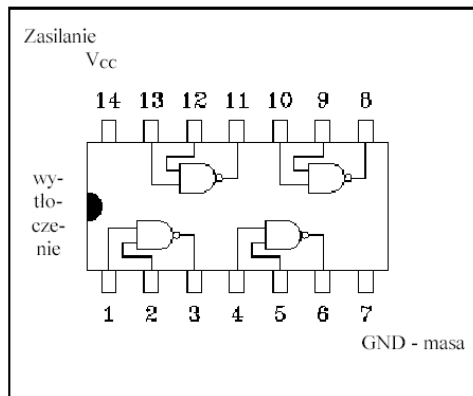 Zasilanie
Vcc
14 13 12 11 10 9 8
wy-
tło-
cze-
nie
1 2 3 4 5 6 7
GND - masa